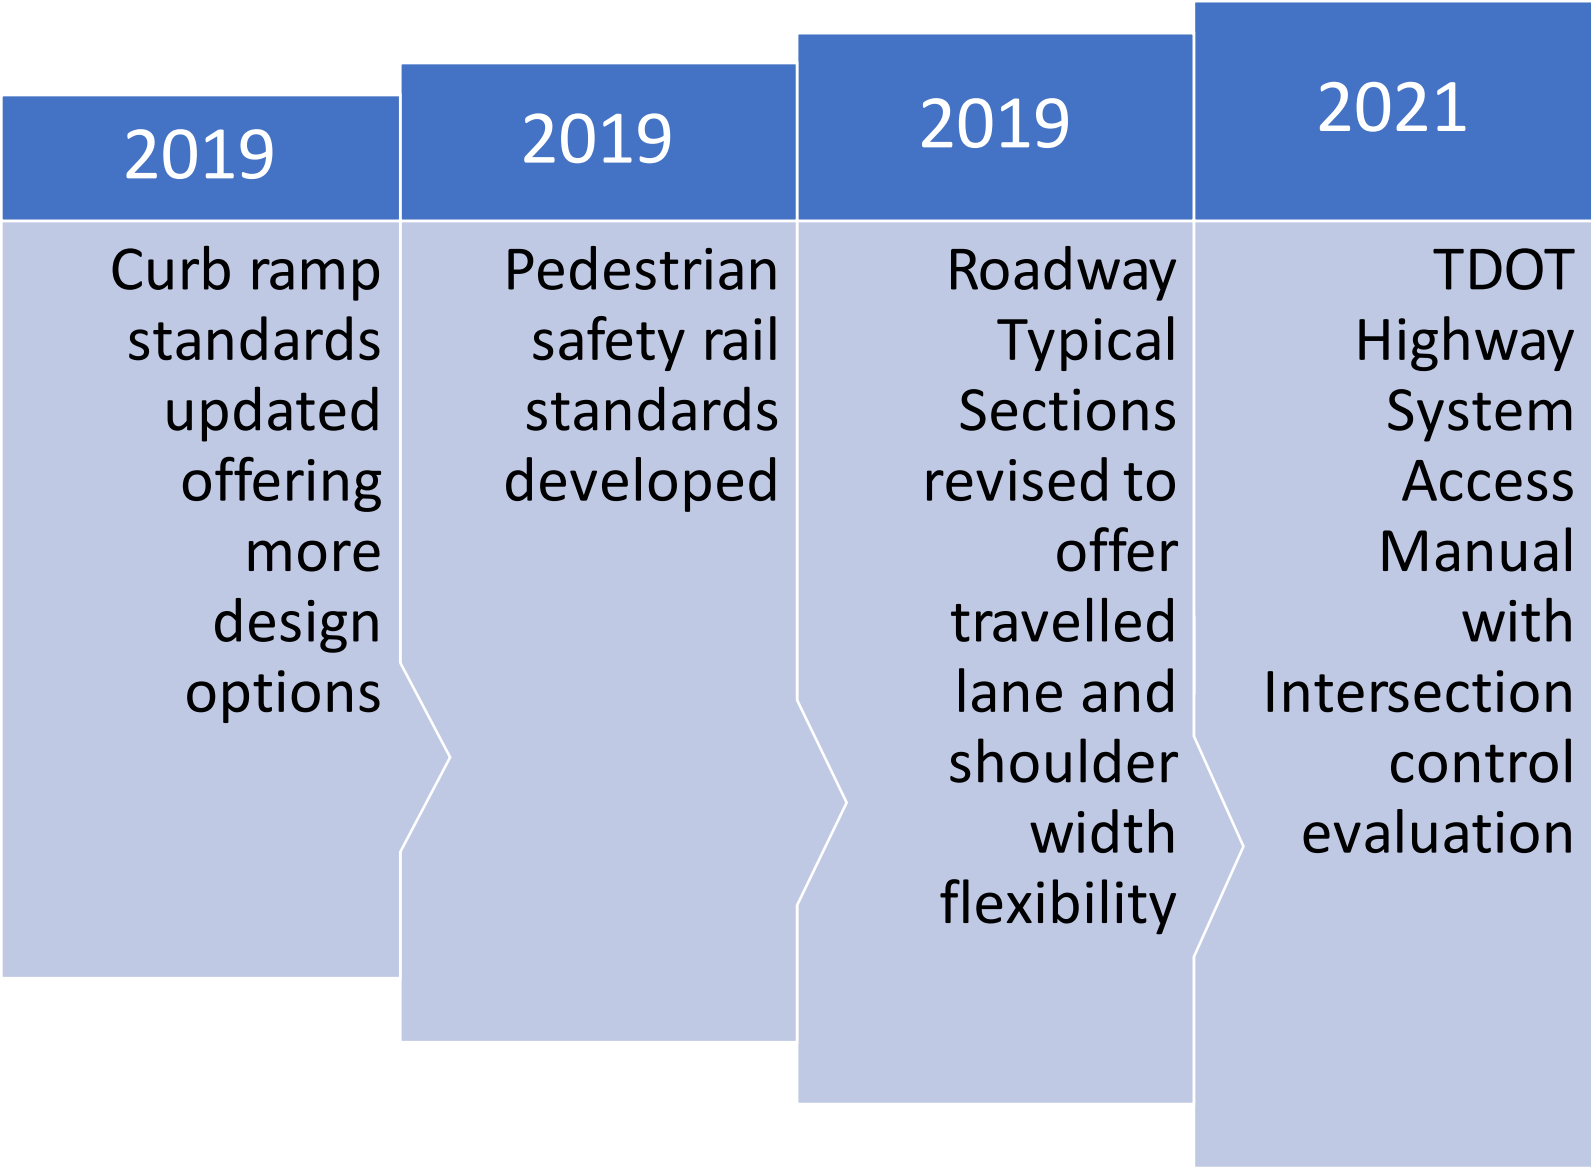 2019
Curb ramp
standards
updated
offering
more
design
options
2019
Pedestrian
safety rail
standards
developed
2019
Roadway
Typical
Sections
revised to
offer
travelled
lane and
shoulder
width
flexibility
2021
TDOT
Highway
System
Access
Manual
with
Intersection
control
evaluation